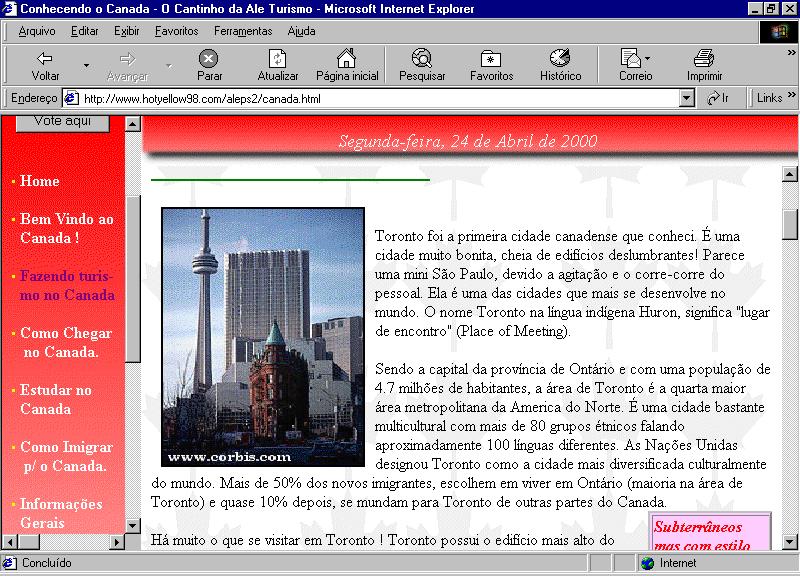 Conhecendo o Canada - O Cantinho da Ale Turismo - Microsoft Internet Explorer
Arquivo Editar Exibir Favoritos Ferramentas Ajuda
Voltar Avançar Parar Atualizar Página inicial Pesquisar Favoritos Histórico Correio Imprimir
Endereço http://www.hotyellow98.com/aleps2/canada.html Ir Links
Vote aqui
Segunda-feira, 24 de Abril de 2000
Home
Bem Vindo ao
Canada !
Fazendo turis-
mo no Canada
Como Chegar
no Canada.
Estudar no
Canada
Como Imigrar
p/ o Canada.
Informações
Gerais
www.corbis.com
Toronto foi a primeira cidade canadense que conheci. É uma
cidade muito bonita, cheia de edifícios deslumbrantes! Parece
uma mini São Paulo, devido a agitação e o corre-corre do
pessoal. Ela é uma das cidades que mais se desenvolve no
mundo. O nome Toronto na língua indígena Huron, significa "lugar
de encontro" (Place of Meeting).
Sendo a capital da província de Ontário e com uma população de
4.7 milhões de habitantes, a área de Toronto é a quarta maior
área metropolitana da America do Norte. É uma cidade bastante
multicultural com mais de 80 grupos étnicos falando
aproximadamente 100 línguas diferentes. As Nações Unidas
designou Toronto como a cidade mais diversificada culturalmente
do mundo. Mais de 50% dos novos imigrantes, escolhem em viver em Ontário (maioria na área de
Toronto) e quase 10% depois, se mundam para Toronto de outras partes do Canada.
Há muito o que se visitar em Toronto ! Toronto possui o edifício mais alto do
Subterrâneos
mas com estilo
Concluído
Internet